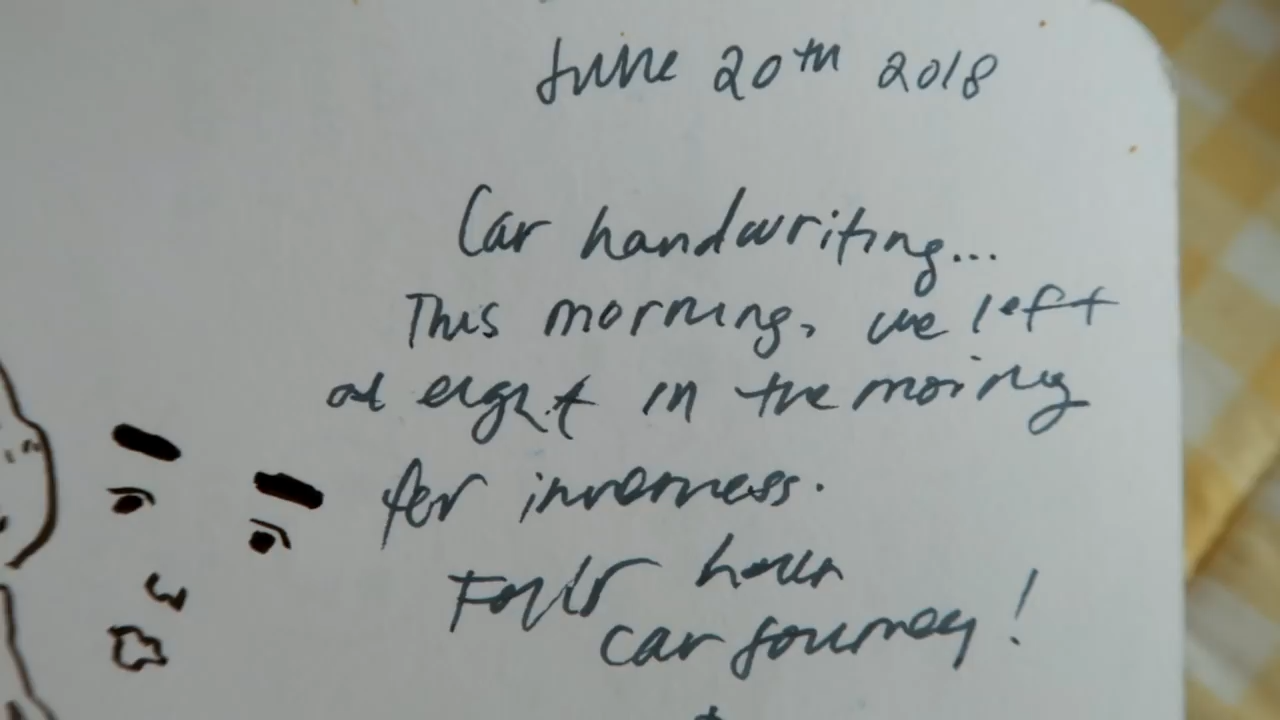 June 20th 2018
Car handwriting...
This morning, we left
at eight in the morning
for inverness.
Four hour
car journey!